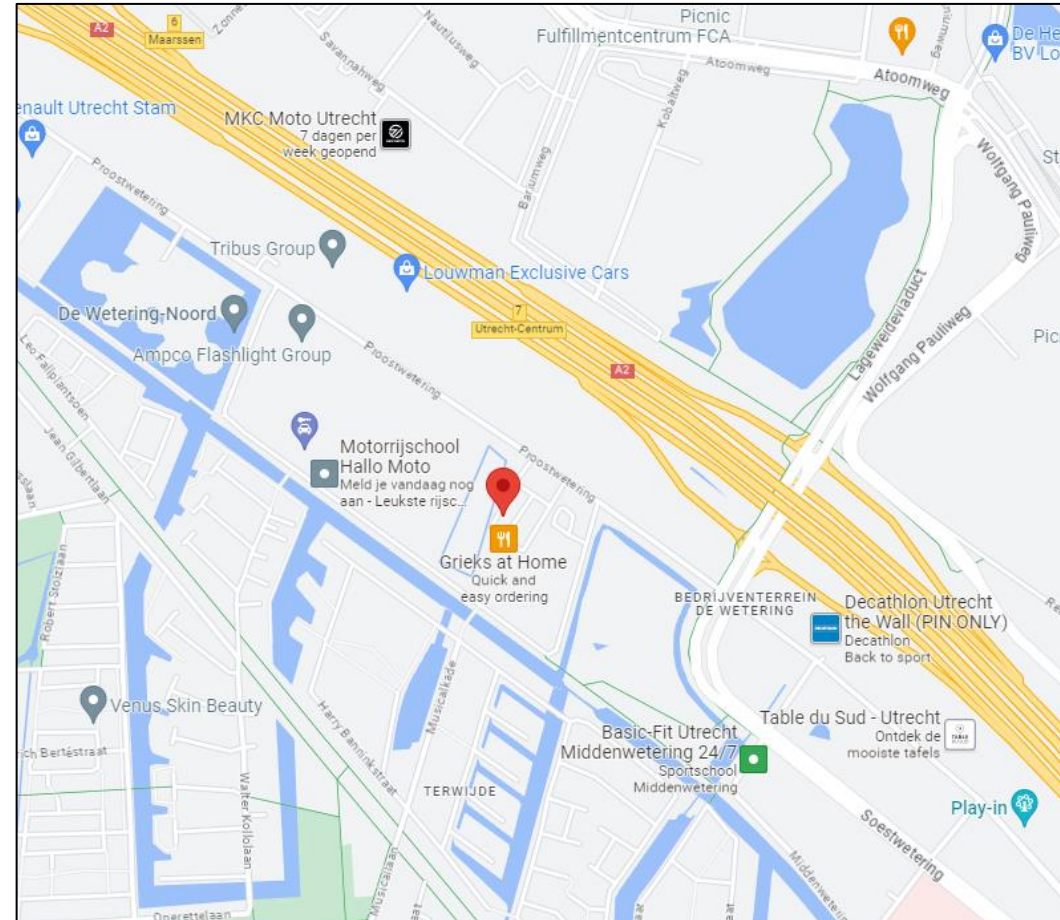 6
Maarssen
A2
Savannahweg
Nautilusweg
Picnic
Fulfillmentcentrum FCA
Atoomweg
Atoomweg
De He
BV Lo
Kobaltweg
enault Utrecht Stam
MKC Moto Utrecht
7 dagen per
week geopend
Bariumweg
Wolfgang Pauliweg
St
Proostwetering
Tribus Group
Louwman Exclusive Cars
7
Utrecht-Centrum
Lageweideviaduct
Wolfgang Pauliweg
De Wetering-Noord
Ampco Flashlight Group
Proostwetering
A2
Pic
Leo Fallplantsoen
Jean Gilbertlaan
Motorrijschool
Hallo Moto
Meld je vandaag nog
aan - Leukste rijsc...
Proostwetering
Grieks at Home
Quick and
easy ordering
BEDRIJVENTERREIN
DE WETERING
Decathlon Utrecht
the Wall (PIN ONLY)
Decathlon
Back to sport
Re
Robert Stolzlaan
Venus Skin Beauty
Musicalkade
Harry Banninkstraat
ich Bertéstraat
Walter Kollolaan
TERWIJDE
Basic-Fit Utrecht
Middenwetering 24/7
Sportschool
Middenwetering
Table du Sud - Utrecht
Ontdek de
mooiste tafels
Play-in
Soestwetering
Middenwetering
Musicallaan
Operettelaan